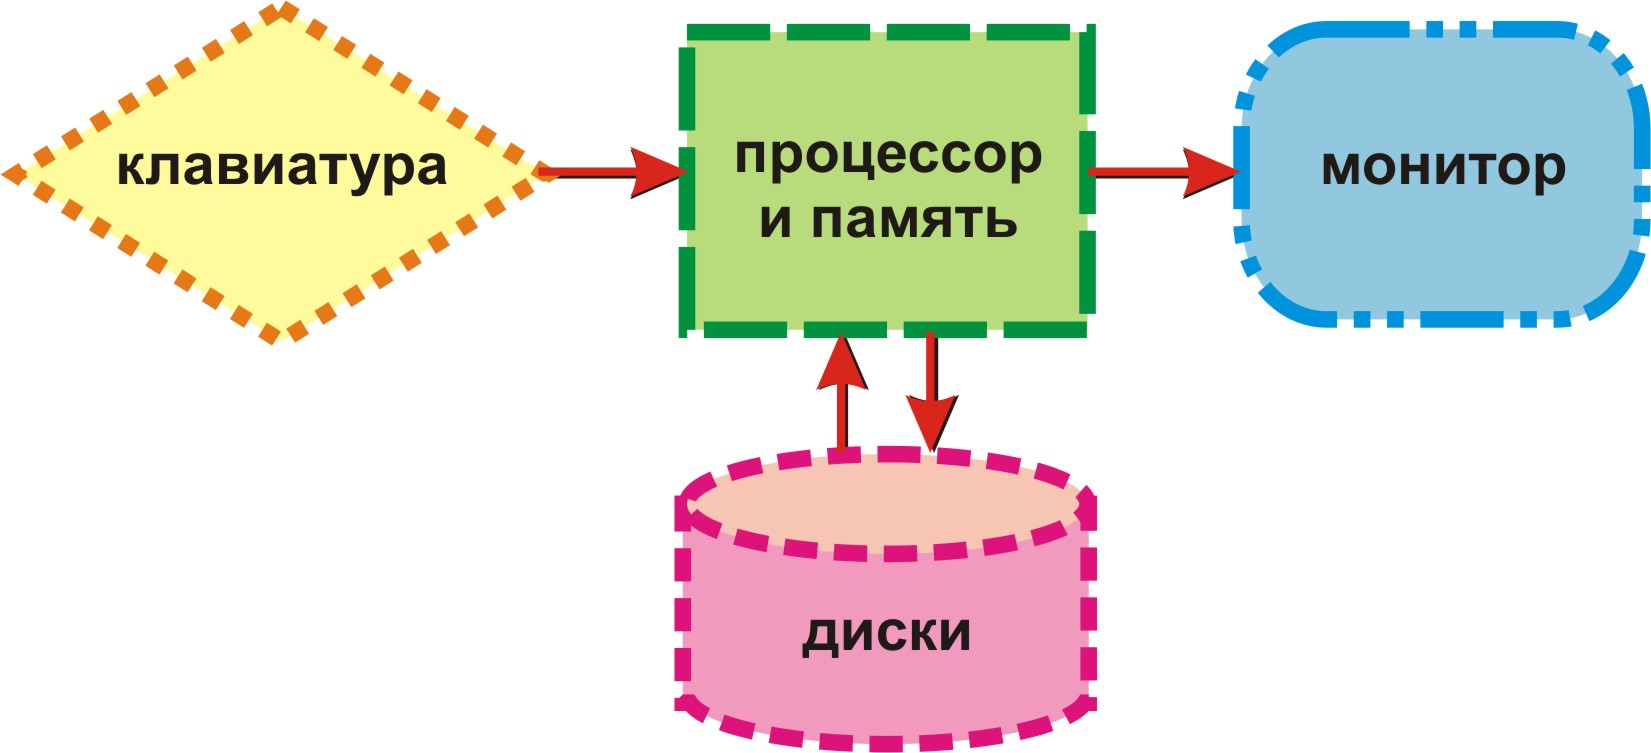 клавиатура
процессор
и память
монитор
диски